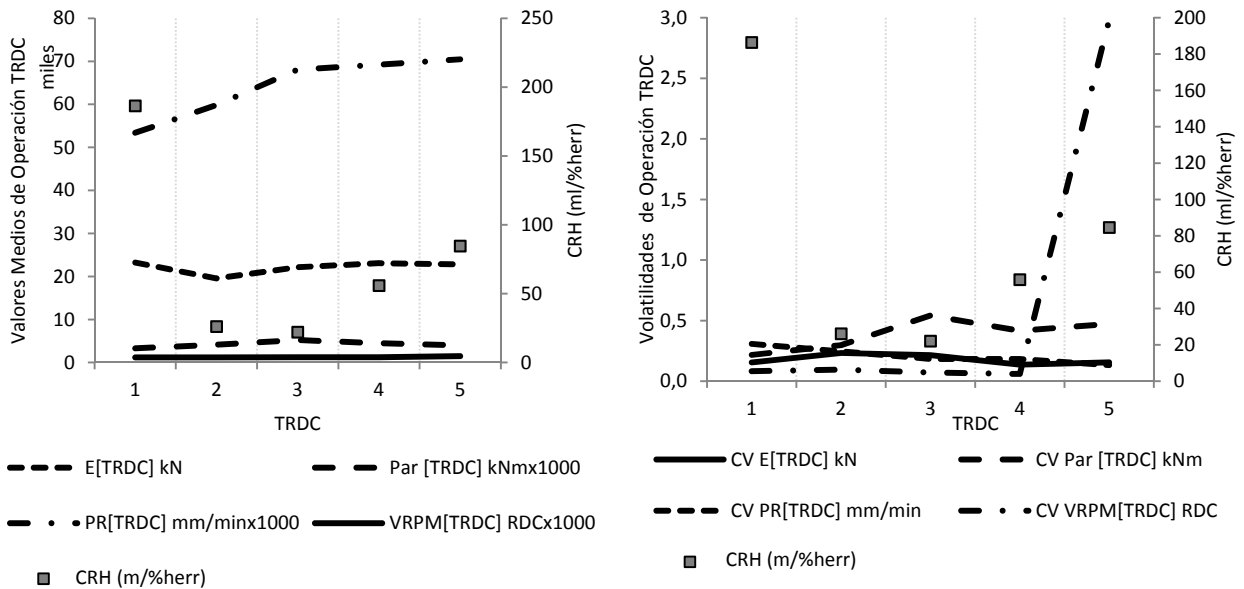 Valores Medios de Operación TRDC
miles
80
70
60
50
40
30
20
10
0
250
200
150
100
50
0
CRH (ml/%herr)
1 2 3 4 5
TRDC
E[TRDC] kN
Par [TRDC] kNmx1000
PR[TRDC] mm/minx1000
VRPM[TRDC] RDCx1000
CRH (m/%herr)
Volatilidades de Operación TRDC
3,0
2,5
2,0
1,5
1,0
0,5
0,0
200
180
160
140
120
100
80
60
40
20
0
CRH (ml/%herr)
1 2 3 4 5
TRDC
CV E[TRDC] kN
CV Par [TRDC] kNm
CV PR[TRDC] mm/min
CV VRPM[TRDC] RDC
CRH (m/%herr)